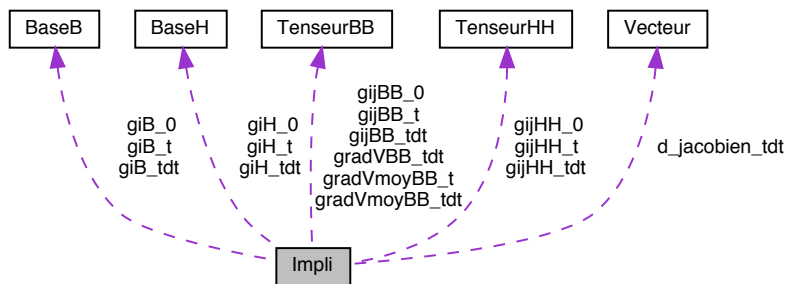 BaseB
BaseH
TenseurBB
TenseurHH
Vecteur
giB_0
giB_t
giB_tdt
giH_0
giH_t
giH_tdt
gijBB_0
gijBB_t
gijBB_tdt
gradVBB_tdt
gradVmoyBB_t
gradVmoyBB_tdt
gijHH_0
gijHH_t
gijHH_tdt
d_jacobien_tdt
Impli